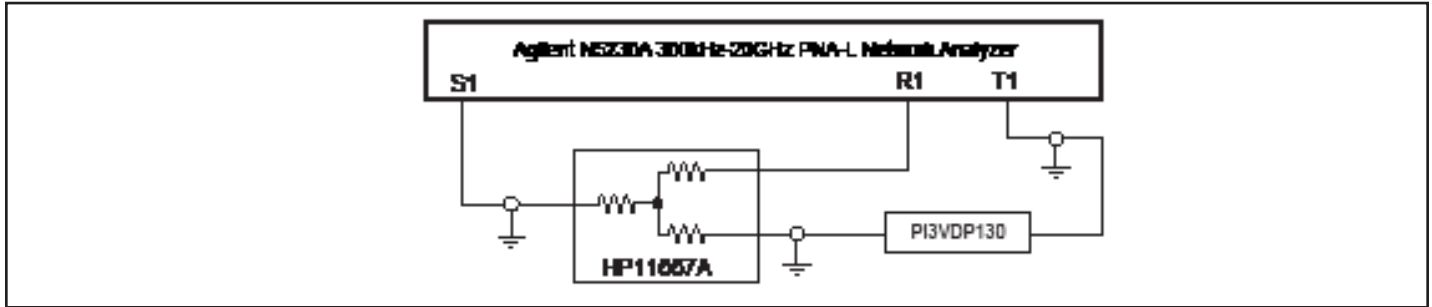 Agilent N5230A 300kHz-20GHz PNA-L Network Analyzer
S1 R1 T1
PI3VDP130
HP11667A